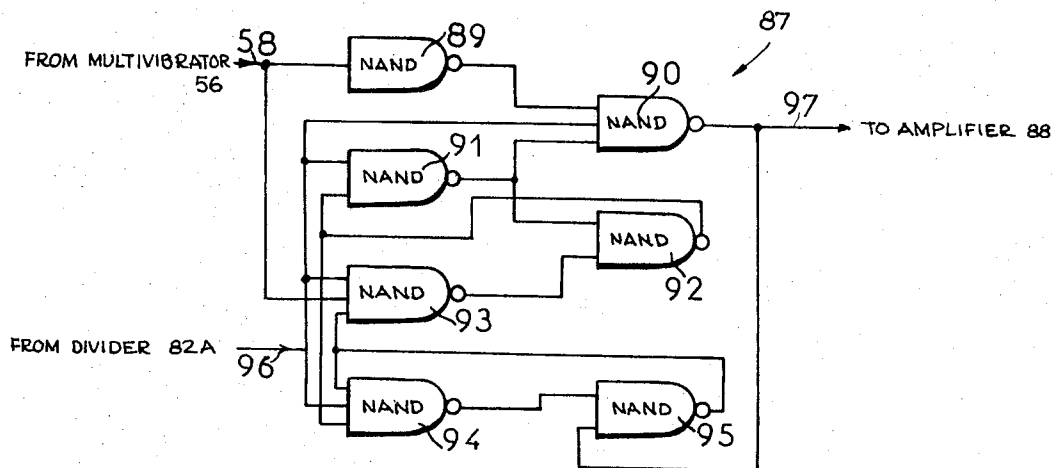 87
58
FROM MULTIVIBRATOR
56
NAND
89
NAND
90
97
TO AMPLIFIER 88
NAND
91
NAND
92
NAND
93
FROM DIVIDER 82A
96
NAND
94
NAND
95